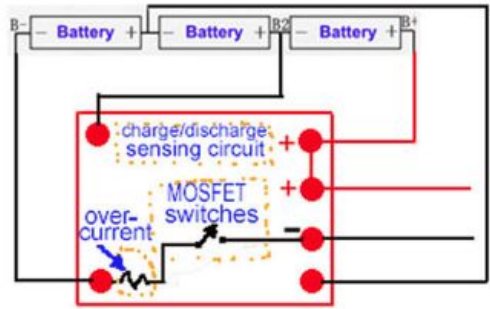 B-
- Battery +
- Battery +
B2
- Battery +
B+
charge/discharge
sensing circuit
+
+
MOSFET
switches
over-
current
-